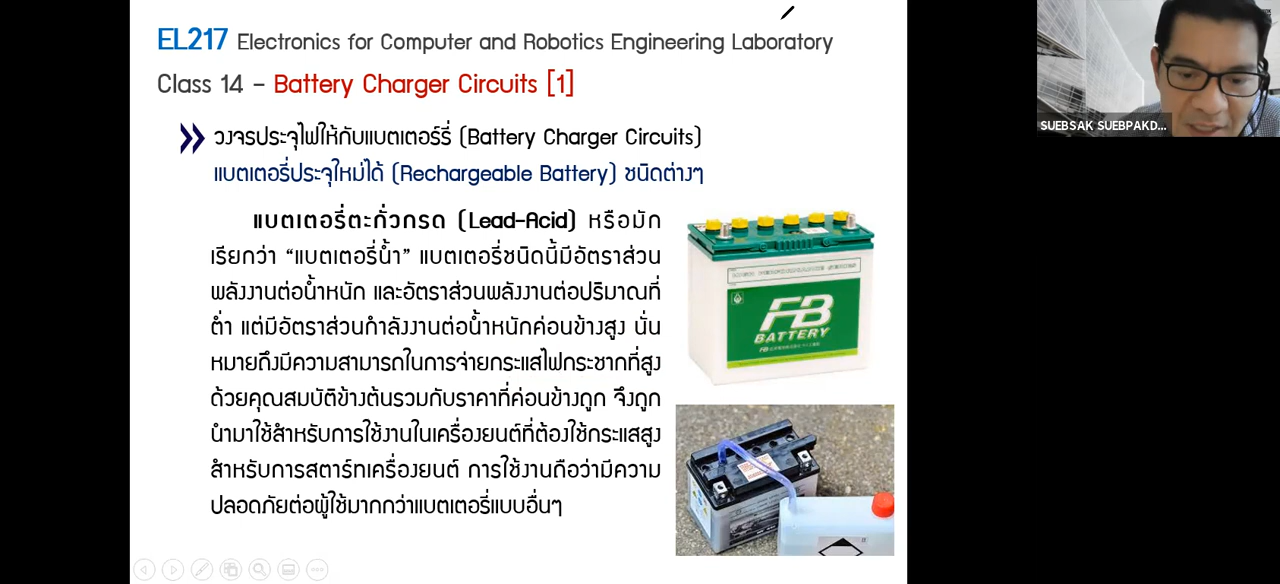 EL217 Electronics for Computer and Robotics Engineering Laboratory
Class 14 – Battery Charger Circuits [1]
วงจรประจุไฟให้กับแบตเตอร์รี่ (Battery Charger Circuits)
แบตเตอรี่ประจุใหม่ได้ (Rechargeable Battery) ชนิดต่างๆ
แบตเตอรี่ตะกั่วกรด (Lead-Acid) หรือมัก
เรียกว่า “แบตเตอรี่น้ำ” แบตเตอรี่ชนิดนี้มีอัตราส่วน
พลังงานต่อน้ำหนัก และอัตราส่วนพลังงานต่อปริมาณที่
ต่ำ แต่มีอัตราส่วนกำลังงานต่อน้ำหนักค่อนข้างสูง นั่น
หมายถึงมีความสามารถในการจ่ายกระแสไฟกระชากที่สูง
ด้วยคุณสมบัติข้างต้นรวมกับราคาที่ค่อนข้างถูก จึงถูก
นำมาใช้สำหรับการใช้งานในเครื่องยนต์ที่ต้องใช้กระแสสูง
สำหรับการสตาร์ทเครื่องยนต์ การใช้งานถือว่ามีความ
ปลอดภัยต่อผู้ใช้มากกว่าแบตเตอรี่แบบอื่นๆ
HIGH PERFORMANCE SERIES
FB
BATTERY
SUEBSAK SUEBPAKD...